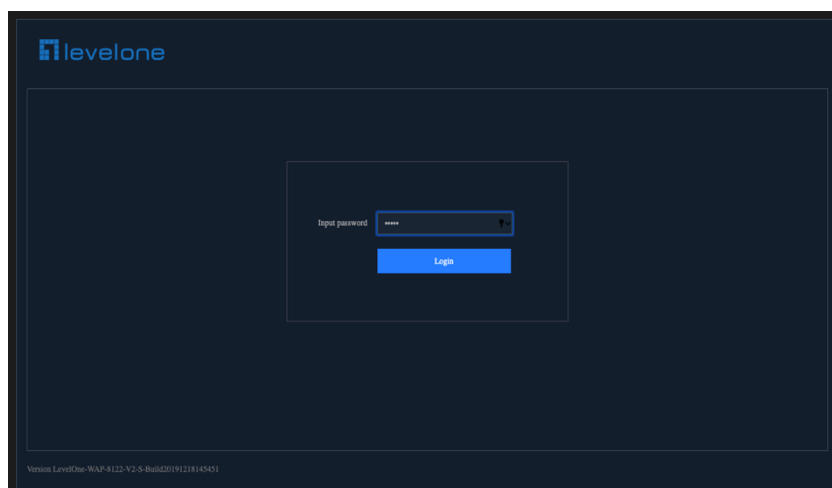 levelone
Input password •••••
Login
Version LevelOne-WAP-8122-V2-S-Build20191218145451